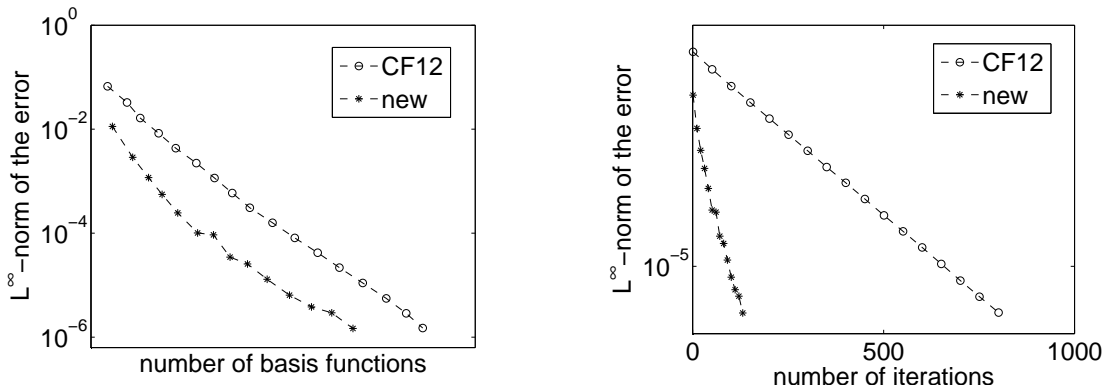 10^0
10^-2
10^-4
10^-6
L^∞-norm of the error
number of basis functions
CF12
new
10^-5
L^∞-norm of the error
0
500
1000
number of iterations
CF12
new